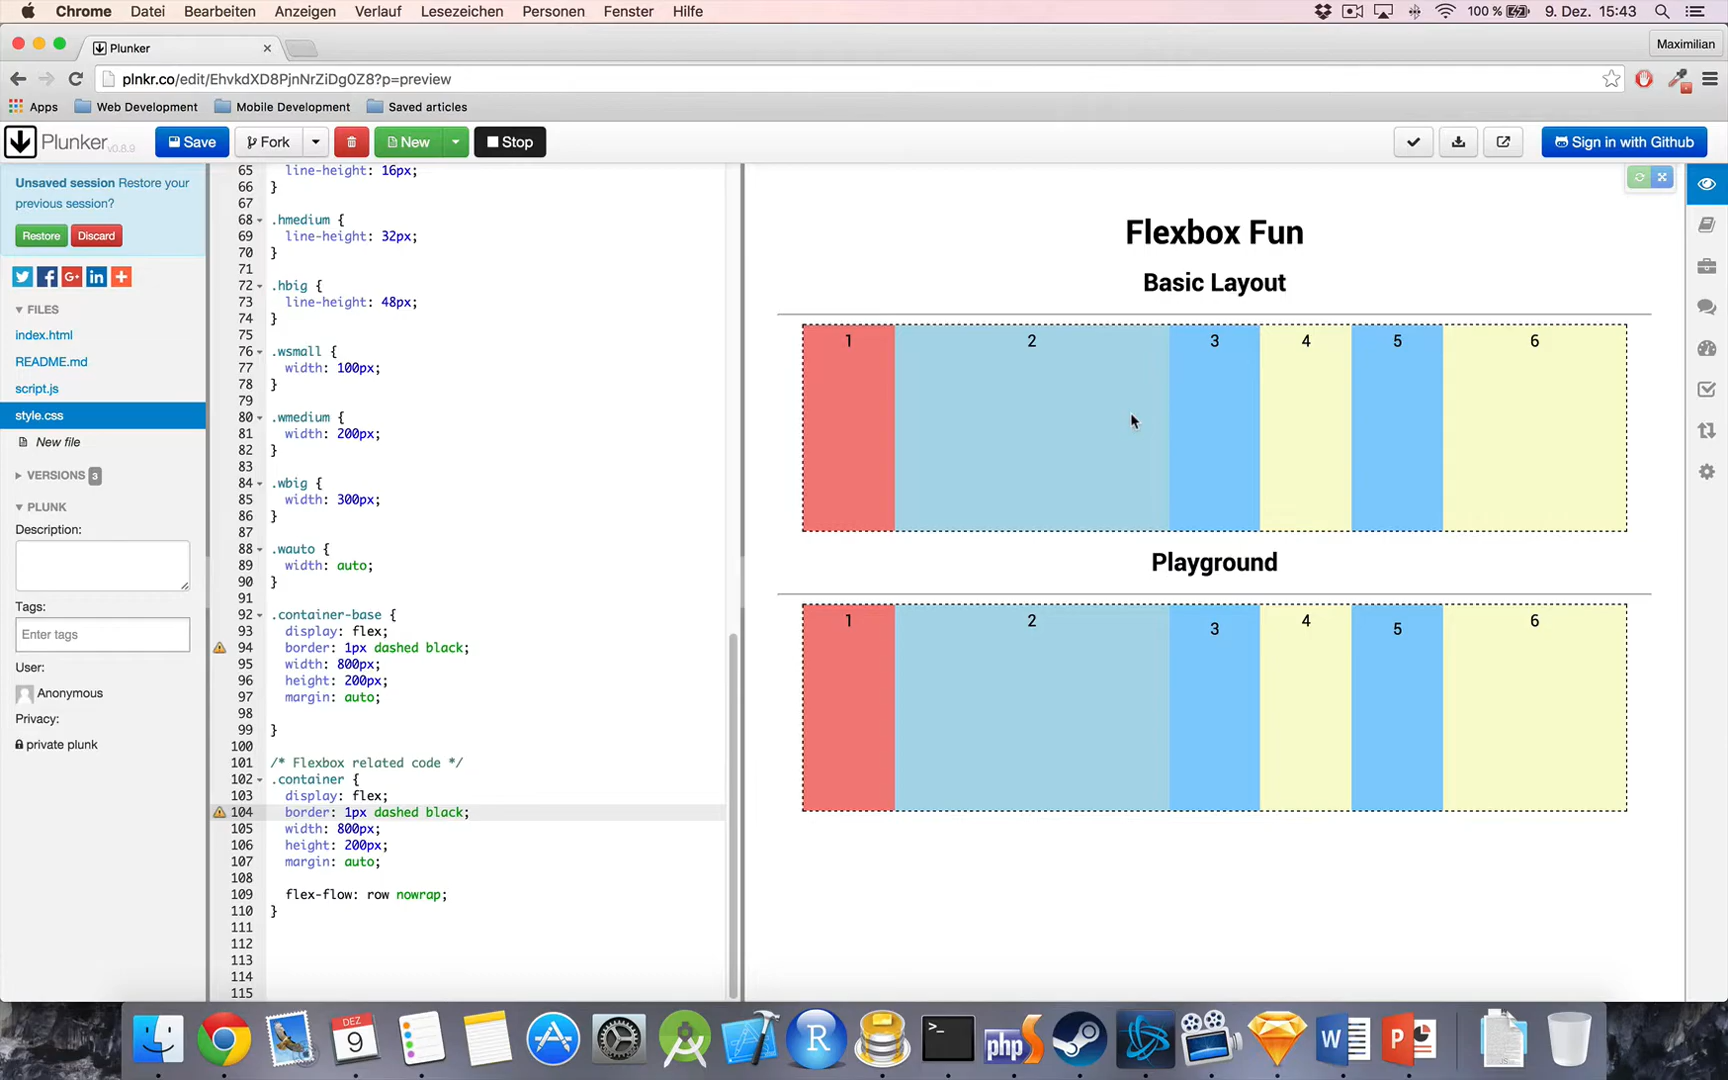 Chrome Datei Bearbeiten Anzeigen Verlauf Lesezeichen Personen Fenster Hilfe 100 % 9. Dez. 15:43
Plunker Maximilian
plnkr.co/edit/EhvkdXD8PjnNrZiDg0Z8?p=preview
Apps Web Development Mobile Development Saved articles
Plunker v0.8.9 Save Fork New Stop Sign in with Github
Unsaved session Restore your
previous session?
Restore Discard
FILES
index.html
README.md
script.js
style.css
New file
VERSIONS 3
PLUNK
Description:
Tags:
Enter tags
User:
Anonymous
Privacy:
private plunk
65 line-height: 16px;
66 }
67
68 .hmedium {
69 line-height: 32px;
70 }
71
72 .hbig {
73 line-height: 48px;
74 }
75
76 .wsmall {
77 width: 100px;
78 }
79
80 .wmedium {
81 width: 200px;
82 }
83
84 .wbig {
85 width: 300px;
86 }
87
88 .wauto {
89 width: auto;
90 }
91
92 .container-base {
93 display: flex;
94 border: 1px dashed black;
95 width: 800px;
96 height: 200px;
97 margin: auto;
98
99 }
100
101 /* Flexbox related code */
102 .container {
103 display: flex;
104 border: 1px dashed black;
105 width: 800px;
106 height: 200px;
107 margin: auto;
108
109 flex-flow: row nowrap;
110 }
111
112
113
114
115
Flexbox Fun
Basic Layout
1 2 3 4 5 6
Playground
1 2 3 4 5 6
DEZ
9
R
>_
php
W
P